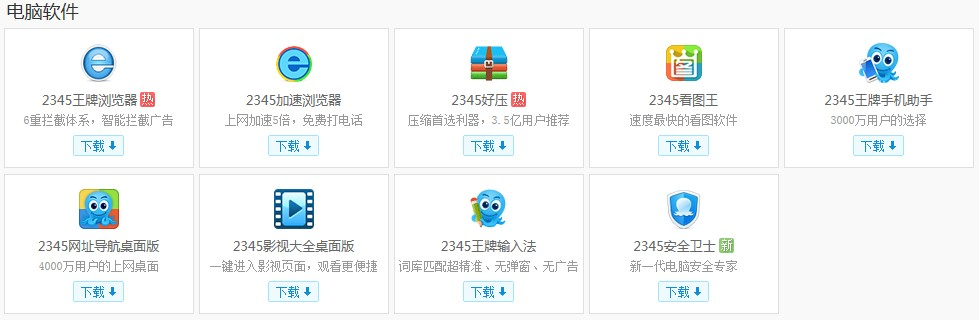 电脑软件
2345王牌浏览器 热
6重拦截体系，智能拦截广告
下载
2345加速浏览器
上网加速5倍，免费打电话
下载
2345好压 热
压缩首选利器，3.5亿用户推荐
下载
图
2345看图王
速度最快的看图软件
下载
2345王牌手机助手
3000万用户的选择
下载
2345网址导航桌面版
4000万用户的上网桌面
下载
2345影视大全桌面版
一键进入影视页面，观看更便捷
下载
2345王牌输入法
词库匹配超精准、无弹窗、无广告
下载
2345安全卫士 新
新一代电脑安全专家
下载